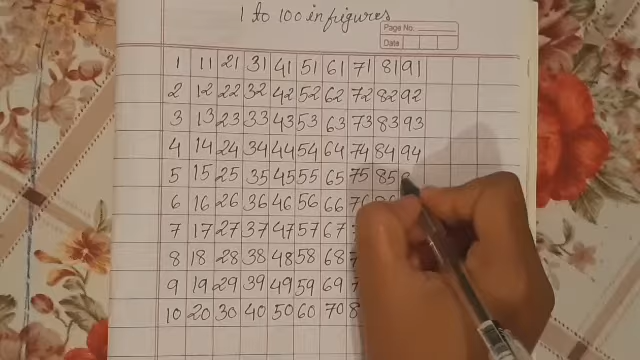 1 to 100 in figures
Page No:
Date
1 11 21 31 41 51 61 71 81 91
2 12 22 32 42 52 62 72 82 92
3 13 23 33 43 53 63 73 83 93
4 14 24 34 44 54 64 74 84 94
5 15 25 35 45 55 65 75 85
6 16 26 36 46 56 66
7 17 27 37 47 57 67
8 18 28 38 48 58 68
9 19 29 39 49 59 69
10 20 30 40 50 60 70